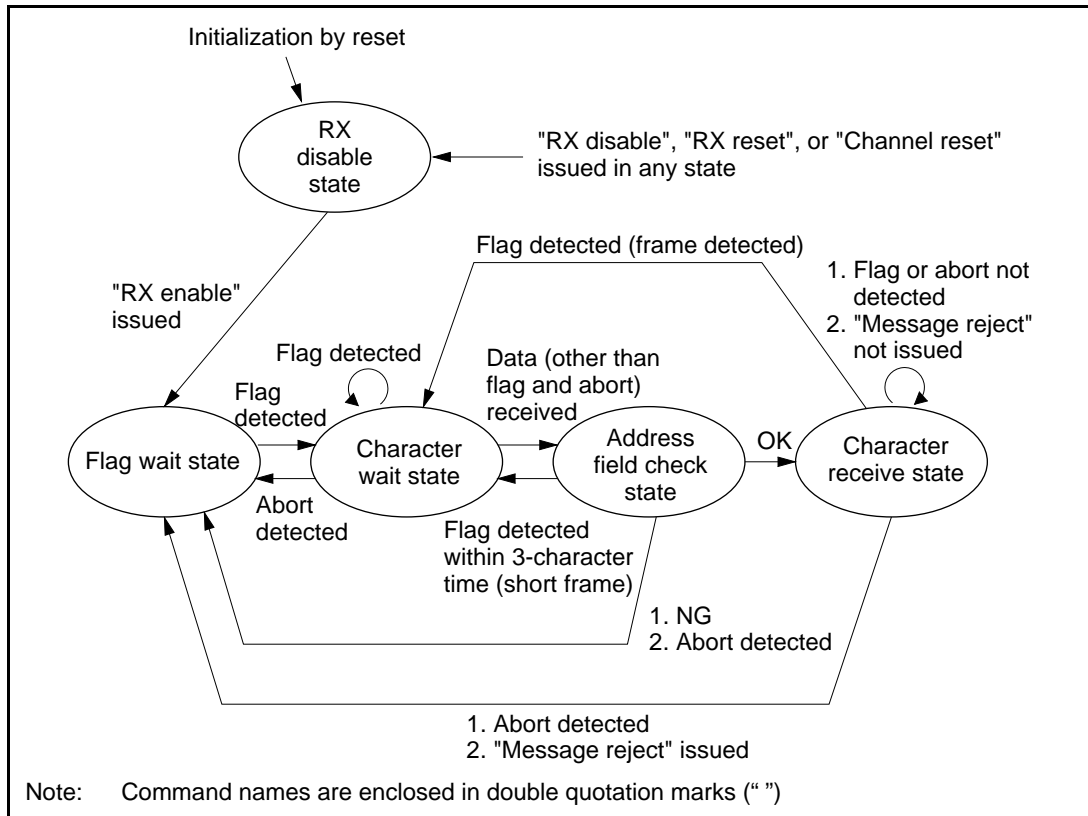 Initialization by reset
RX
disable
state
"RX disable", "RX reset", or "Channel reset"
issued in any state
"RX enable"
issued
Flag detected (frame detected)
1. Flag or abort not
detected
2. "Message reject"
not issued
Flag detected
Data (other than
flag and abort)
received
Flag
detected
Flag wait state
Character
wait state
Address
field check
state
OK
Character
receive state
Abort
detected
Flag detected
within 3-character
time (short frame)
1. NG
2. Abort detected
1. Abort detected
2. "Message reject" issued
Note: Command names are enclosed in double quotation marks (“ ”)